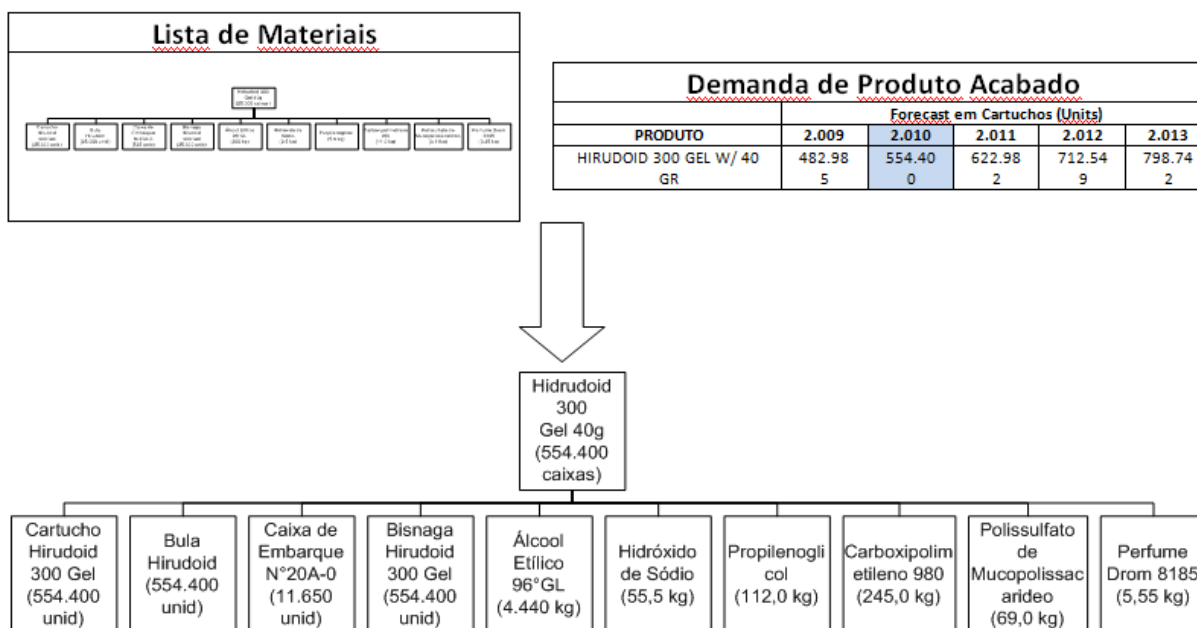 Lista de Materiais
Demanda de Produto Acabado
Forecast em Cartuchos (Units)
PRODUTO 2.009 2.010 2.011 2.012 2.013
HIRUDOID 300 GEL W/ 40 482.98 554.40 622.98 712.54 798.74
GR 5 0 2 9 2
Hidrudoid
300
Gel 40g
(554.400
caixas)
Cartucho
Hirudoid
300 Gel
(554.400
unid)
Bula
Hirudoid
(554.400
unid)
Caixa de
Embarque
N°20A-0
(11.650
unid)
Bisnaga
Hirudoid
300 Gel
(554.400
unid)
Álcool
Etílico
96°GL
(4.440 kg)
Hidróxido
de Sódio
(55,5 kg)
Propilenogli
col
(112,0 kg)
Carboxipolim
etileno 980
(245,0 kg)
Polissulfato
de
Mucopolissac
arideo
(69,0 kg)
Perfume
Drom 8185
(5,55 kg)